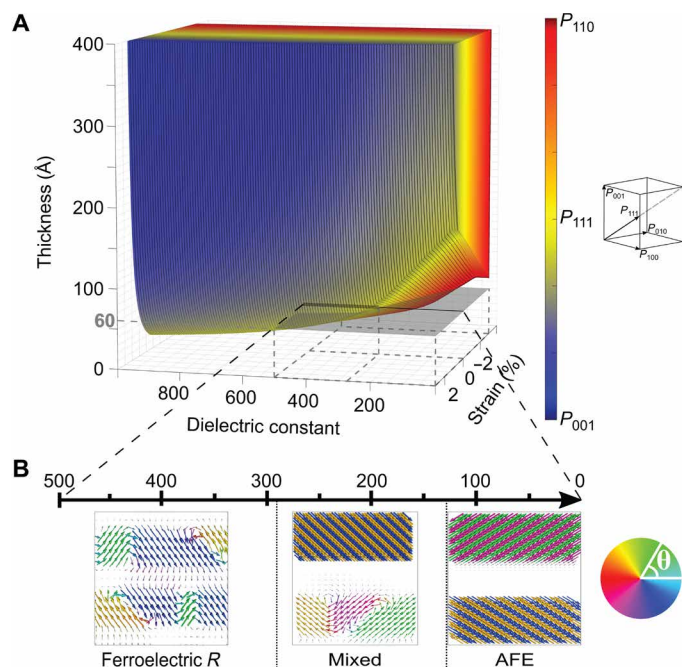 A
Thickness (Å)
400
300
200
100
60
0
800
600
400
200
Dielectric constant
2
0
-2
Strain (%)
P110
P111
P001
P001
P111
P010
P100
B
500
400
300
200
100
0
θ
Ferroelectric R
Mixed
AFE